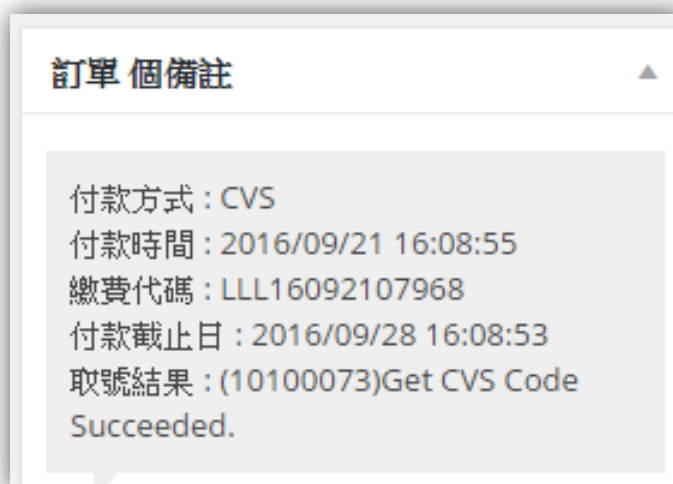 訂單 個備註
付款方式 : CVS
付款時間 : 2016/09/21 16:08:55
繳費代碼 : LLL16092107968
付款截止日 : 2016/09/28 16:08:53
取號結果 : (10100073)Get CVS Code
Succeeded.